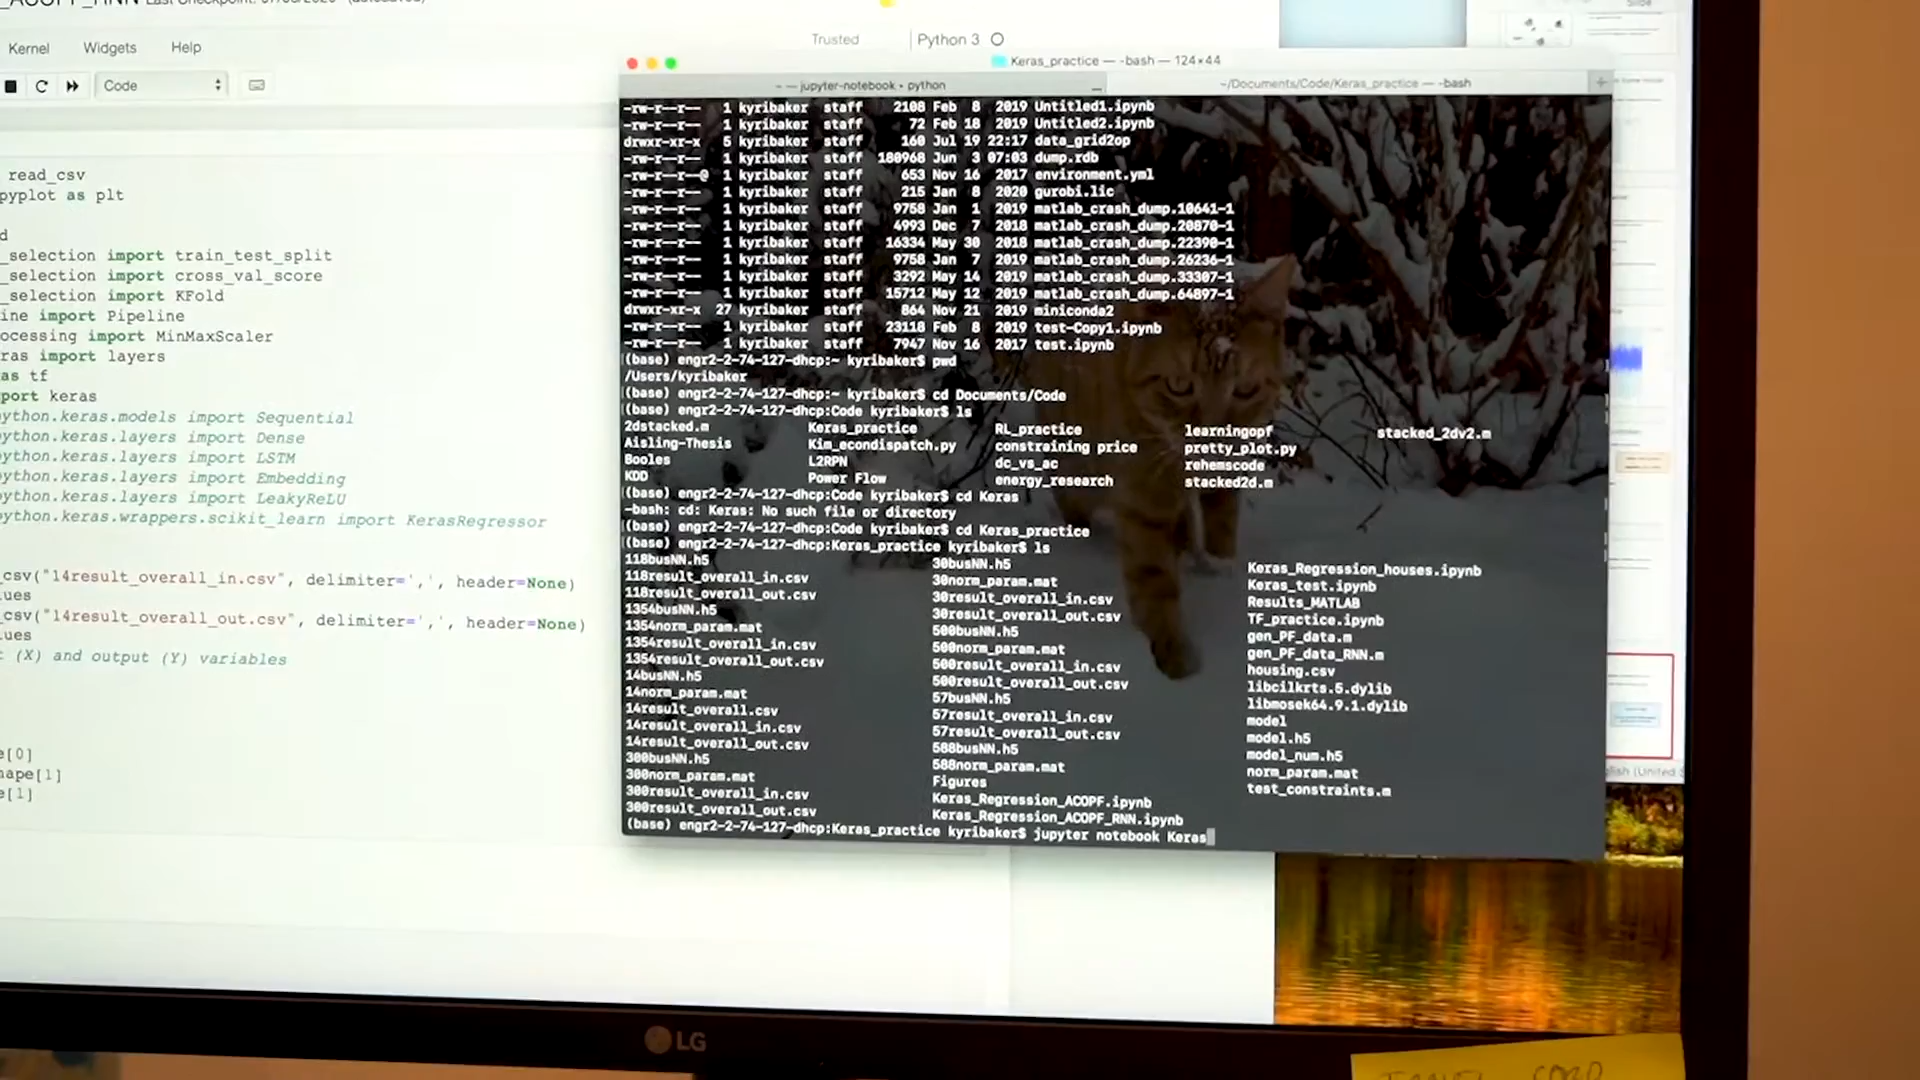 Kernel Widgets Help
Trusted
Python 3
Code
read_csv
pyplot as plt
d
_selection import train_test_split
_selection import cross_val_score
_selection import KFold
ine import Pipeline
ocessing import MinMaxScaler
ras import layers
as tf
port keras
python.keras.models import Sequential
python.keras.layers import Dense
python.keras.layers import LSTM
python.keras.layers import Embedding
python.keras.layers import LeakyReLU
python.keras.wrappers.scikit_learn import KerasRegressor
_csv("14result_overall_in.csv", delimiter=',', header=None)
lues
_csv("14result_overall_out.csv", delimiter=',', header=None)
lues
t (X) and output (Y) variables
e[0]
hape[1]
e[1]
Keras_practice — -bash — 124×44
~ — jupyter-notebook • python
~/Documents/Code/Keras_practice — -bash
-rw-r--r-- 1 kyribaker staff 2108 Feb 8 2019 Untitled1.ipynb
-rw-r--r-- 1 kyribaker staff 72 Feb 18 2019 Untitled2.ipynb
drwxr-xr-x 5 kyribaker staff 160 Jul 19 22:17 data_grid2op
-rw-r--r-- 1 kyribaker staff 180968 Jun 3 07:03 dump.rdb
-rw-r--r--@ 1 kyribaker staff 653 Nov 16 2017 environment.yml
-rw-r--r-- 1 kyribaker staff 215 Jan 8 2020 gurobi.lic
-rw-r--r-- 1 kyribaker staff 9758 Jan 1 2019 matlab_crash_dump.10641-1
-rw-r--r-- 1 kyribaker staff 4993 Dec 7 2018 matlab_crash_dump.20870-1
-rw-r--r-- 1 kyribaker staff 16334 May 30 2018 matlab_crash_dump.22390-1
-rw-r--r-- 1 kyribaker staff 9758 Jan 7 2019 matlab_crash_dump.26236-1
-rw-r--r-- 1 kyribaker staff 3292 May 14 2019 matlab_crash_dump.33307-1
-rw-r--r-- 1 kyribaker staff 15712 May 12 2019 matlab_crash_dump.64897-1
drwxr-xr-x 27 kyribaker staff 864 Nov 21 2019 miniconda2
-rw-r--r-- 1 kyribaker staff 23118 Feb 8 2019 test-Copy1.ipynb
-rw-r--r-- 1 kyribaker staff 7947 Nov 16 2017 test.ipynb
((base) engr2-2-74-127-dhcp:~ kyribaker$ pwd
/Users/kyribaker
((base) engr2-2-74-127-dhcp:~ kyribaker$ cd Documents/Code
((base) engr2-2-74-127-dhcp:Code kyribaker$ ls
2dstacked.m Keras_practice RL_practice learningopf stacked_2dv2.m
Aisling-Thesis Kim_econdispatch.py constraining price pretty_plot.py
Booles L2RPN dc_vs_ac rehemscode
KDD Power Flow energy_research stacked2d.m
((base) engr2-2-74-127-dhcp:Code kyribaker$ cd Keras
-bash: cd: Keras: No such file or directory
((base) engr2-2-74-127-dhcp:Code kyribaker$ cd Keras_practice
((base) engr2-2-74-127-dhcp:Keras_practice kyribaker$ ls
118busNN.h5 30busNN.h5 Keras_Regression_houses.ipynb
118result_overall_in.csv 30norm_param.mat Keras_test.ipynb
118result_overall_out.csv 30result_overall_in.csv Results_MATLAB
1354busNN.h5 30result_overall_out.csv TF_practice.ipynb
1354norm_param.mat 500busNN.h5 gen_PF_data.m
1354result_overall_in.csv 500norm_param.mat gen_PF_data_RNN.m
1354result_overall_out.csv 500result_overall_in.csv housing.csv
14busNN.h5 500result_overall_out.csv libcilkrts.5.dylib
14norm_param.mat 57busNN.h5 libmosek64.9.1.dylib
14result_overall.csv 57result_overall_in.csv model
14result_overall_in.csv 57result_overall_out.csv model.h5
14result_overall_out.csv 588busNN.h5 model_num.h5
300busNN.h5 588norm_param.mat norm_param.mat
300norm_param.mat Figures test_constraints.m
300result_overall_in.csv Keras_Regression_ACOPF.ipynb
300result_overall_out.csv Keras_Regression_ACOPF_RNN.ipynb
(base) engr2-2-74-127-dhcp:Keras_practice kyribaker$ jupyter notebook Keras
LG